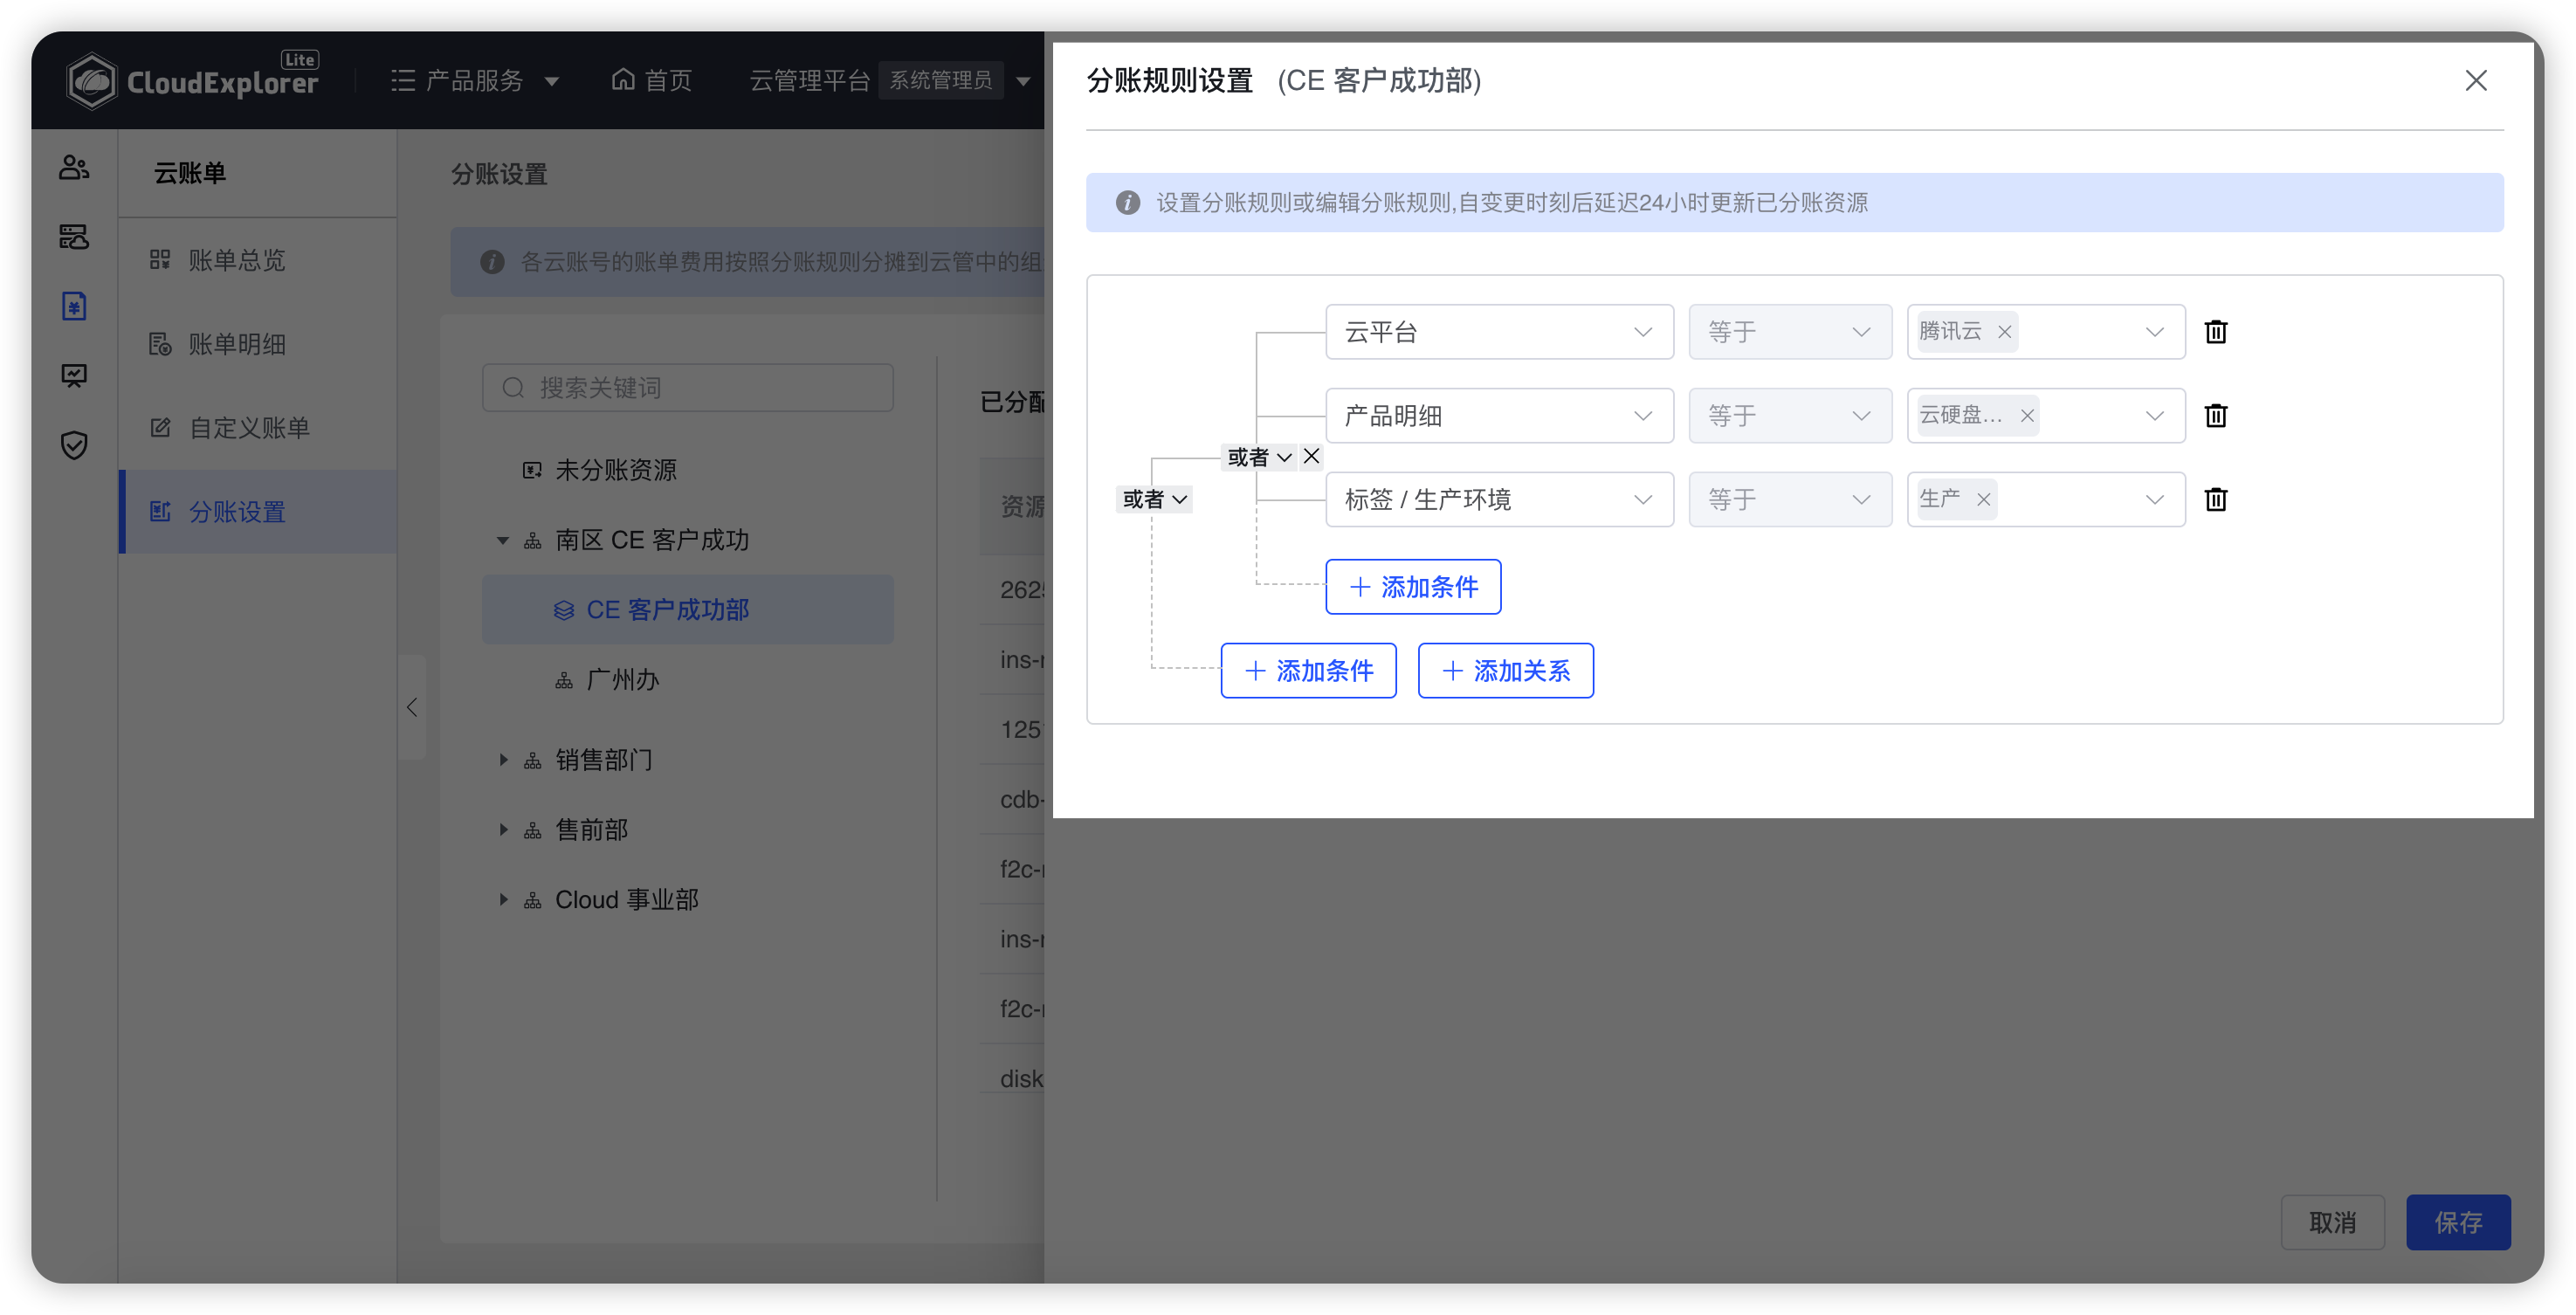 CloudExplorer Lite
产品服务
首页
云管理平台 系统管理员
云账单
账单总览
账单明细
自定义账单
分账设置
分账设置
各云账号的账单费用按照分账规则分摊到云管中的组
搜索关键词
未分账资源
南区 CE 客户成功
CE 客户成功部
广州办
销售部门
售前部
Cloud 事业部
已分配
资源
262
ins-
125
cdb-
f2c-
ins-
f2c-
disk
分账规则设置 (CE 客户成功部)
设置分账规则或编辑分账规则,自变更时刻后延迟24小时更新已分账资源
云平台 等于 腾讯云
产品明细 等于 云硬盘...
或者
或者
标签 / 生产环境 等于 生产
添加条件
添加条件 添加关系
取消 保存